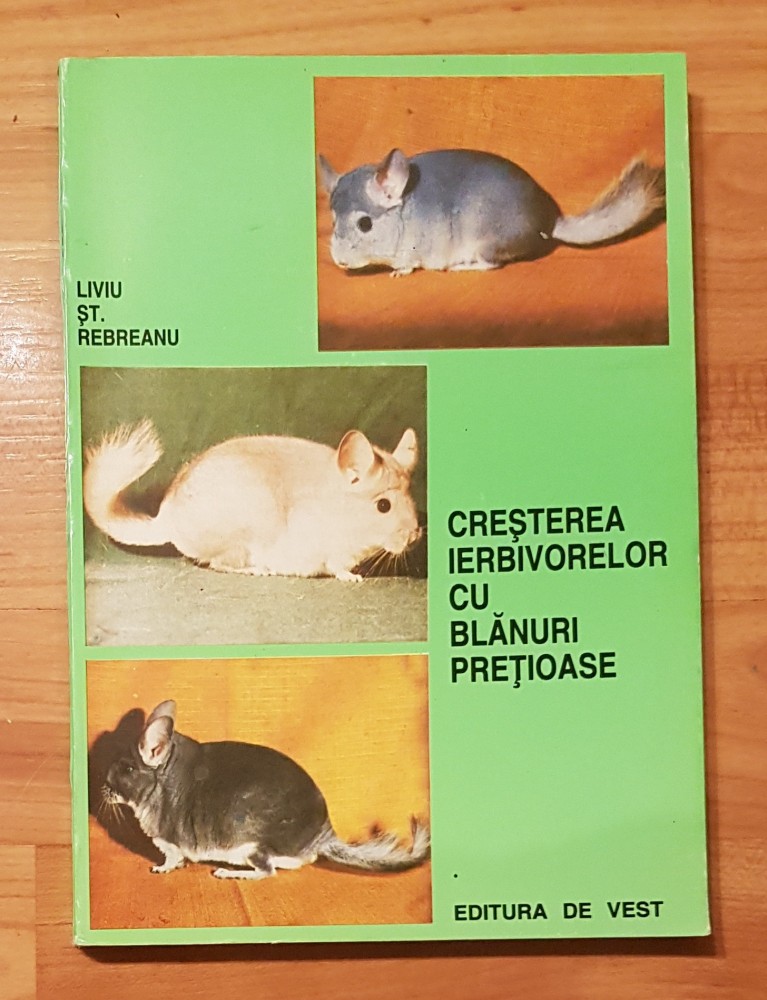 LIVIU
ŞT.
REBREANU
CREŞTEREA
IERBIVORELOR
CU
BLĂNURI
PREŢIOASE
EDITURA DE VEST